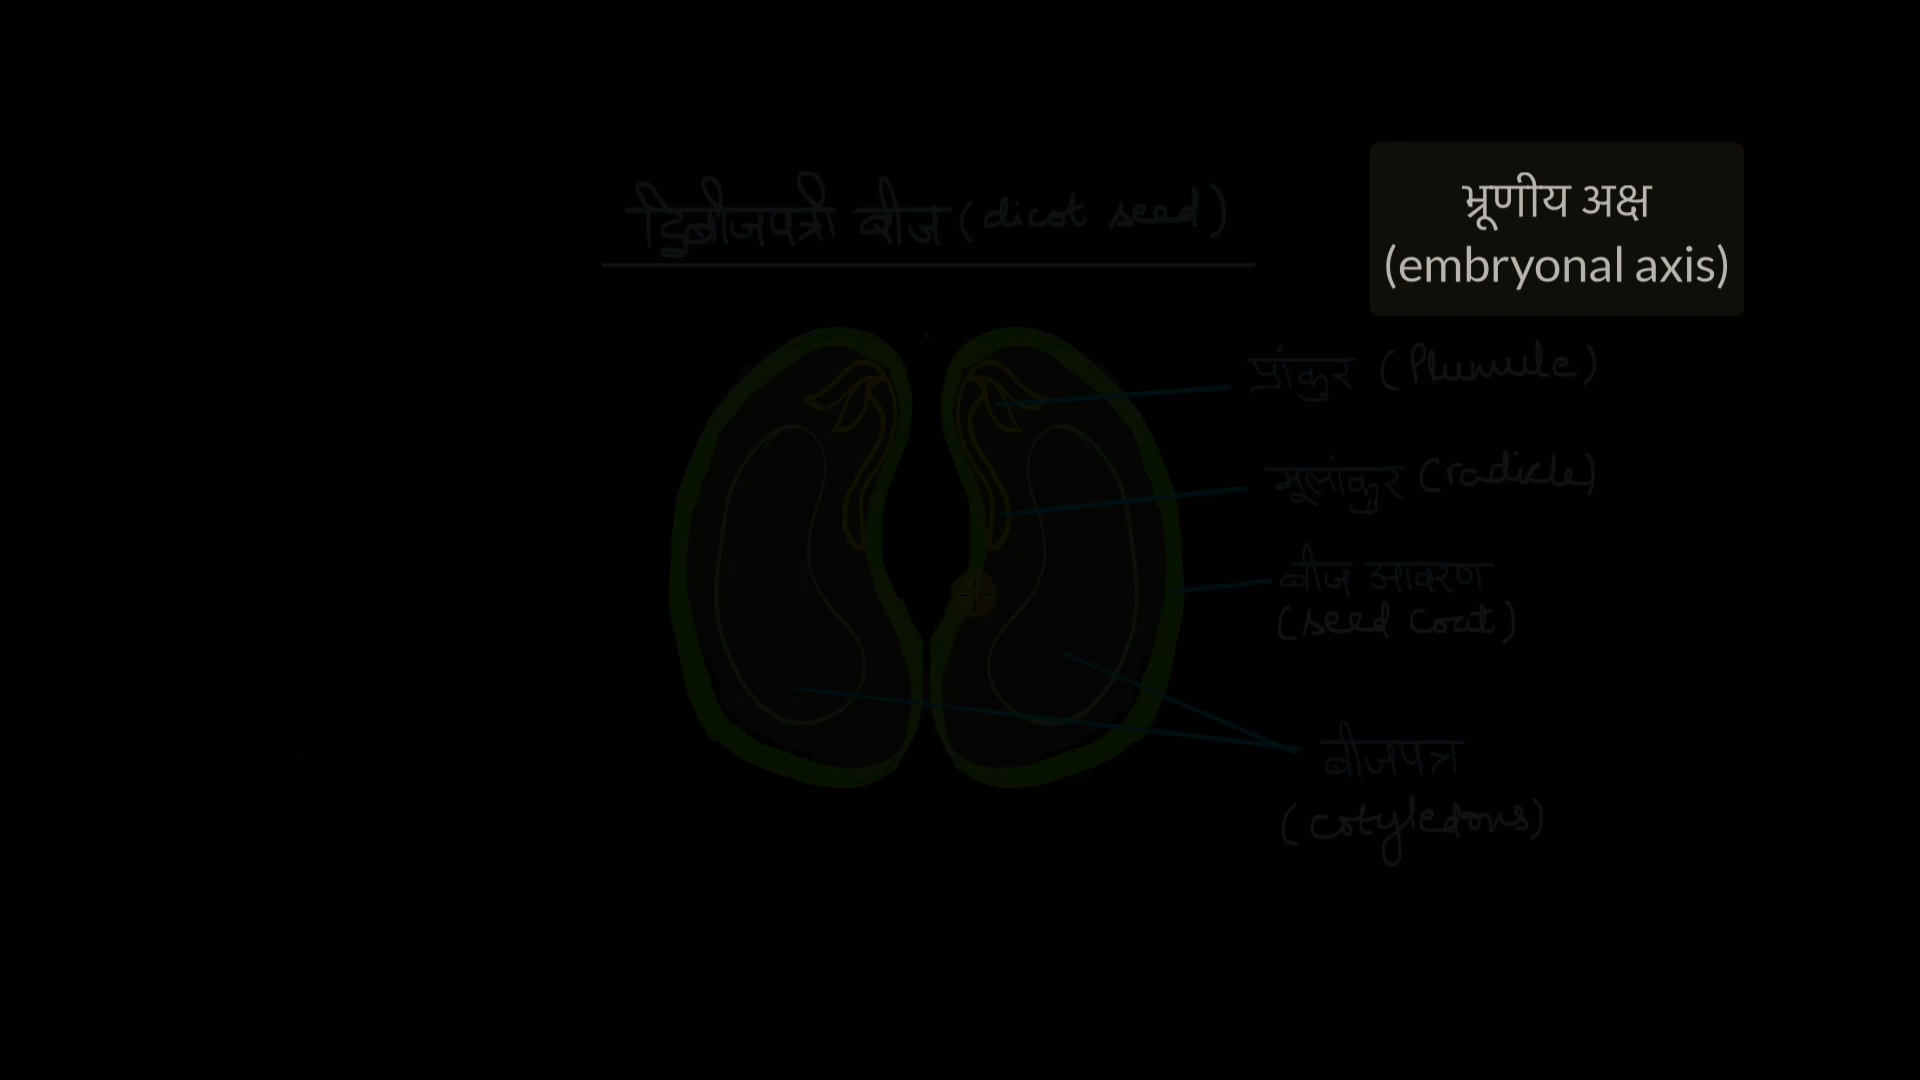 द्विबीजपत्री बीज (dicot seed)
भ्रूणीय अक्ष
(embryonal axis)
प्रांकुर (Plumule)
मूलांकुर (radicle)
बीज आवरण
(seed coat)
बीजपत्र
(cotyledons)